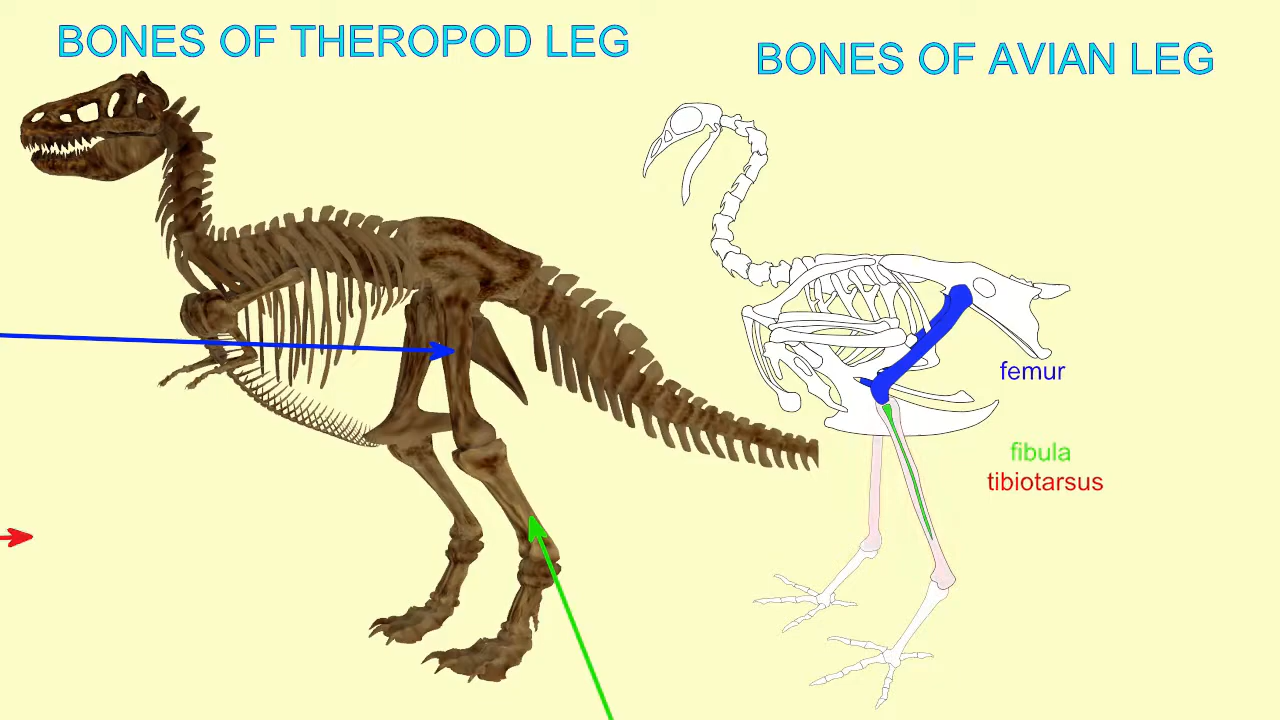 BONES OF THEROPOD LEG
BONES OF AVIAN LEG
femur
fibula
tibiotarsus